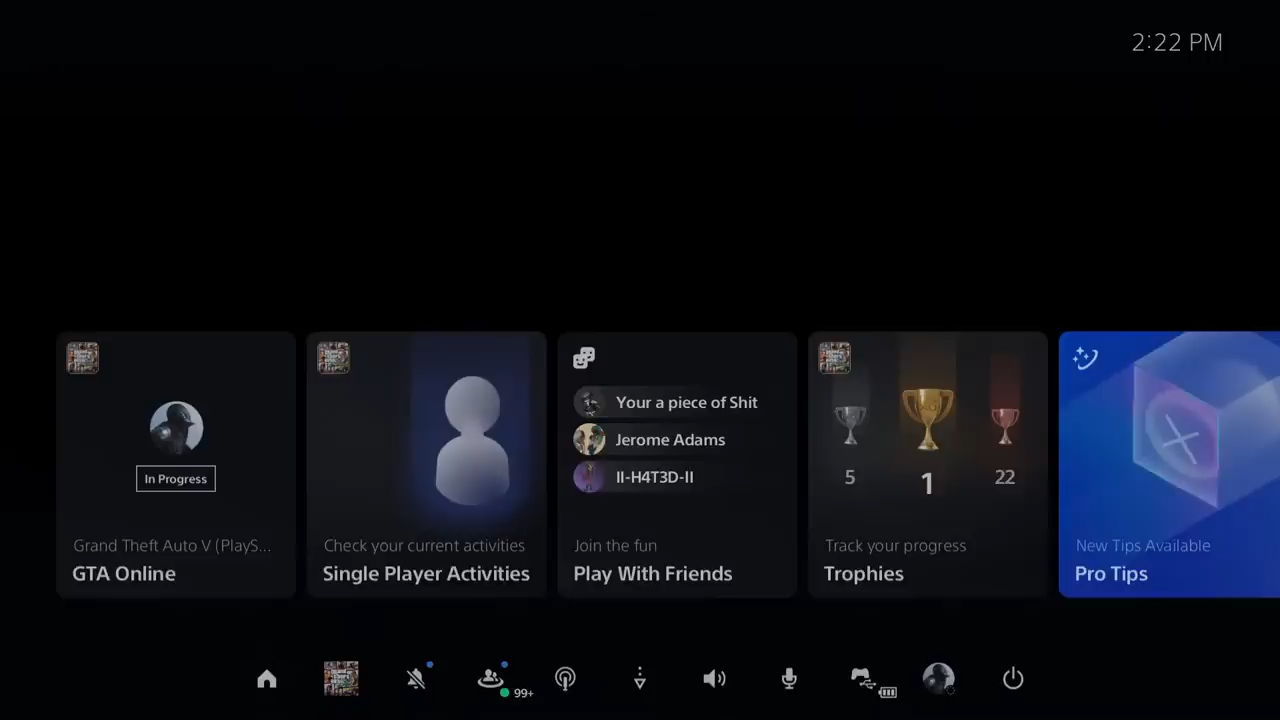 2:22 PM
In Progress
Grand Theft Auto V (PlayS...
GTA Online
Check your current activities
Single Player Activities
Your a piece of Shit
Jerome Adams
II-H4T3D-II
Join the fun
Play With Friends
5
1
22
Track your progress
Trophies
New Tips Available
Pro Tips
99+